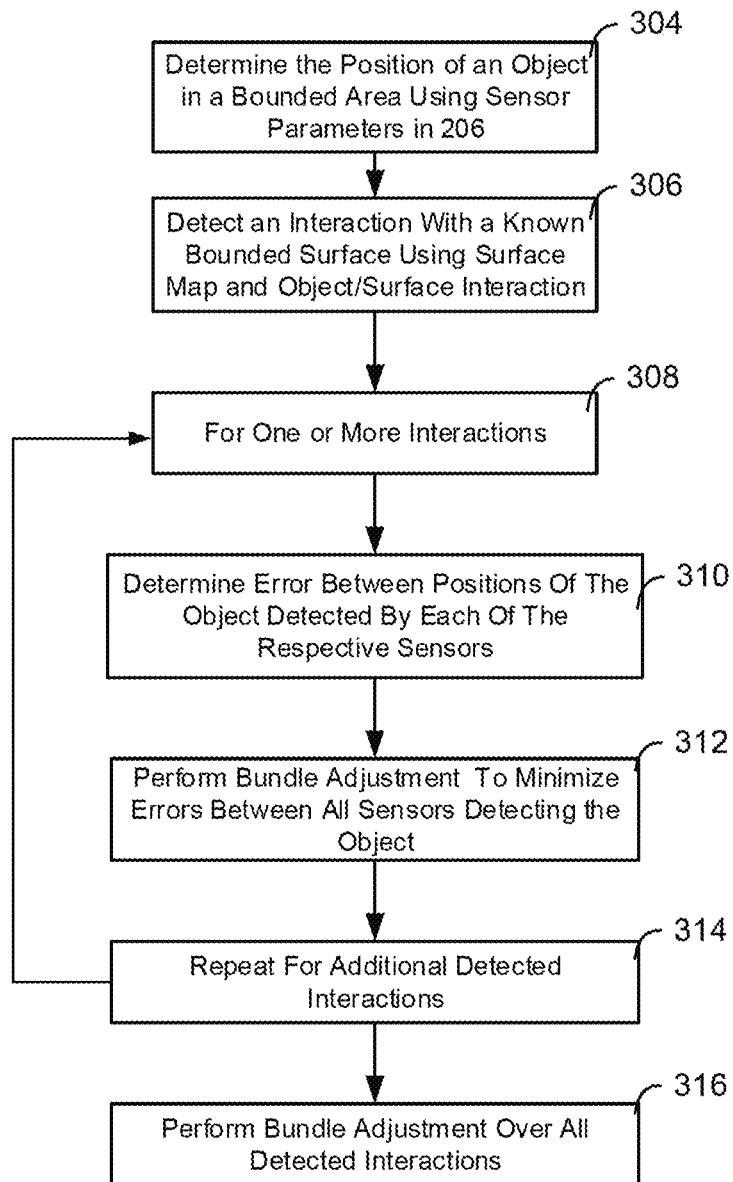 304
Determine the Position of an Object
in a Bounded Area Using Sensor
Parameters in 206
306
Detect an Interaction With a Known
Bounded Surface Using Surface
Map and Object/Surface Interaction
308
For One or More Interactions
310
Determine Error Between Positions Of The
Object Detected By Each Of The
Respective Sensors
312
Perform Bundle Adjustment To Minimize
Errors Between All Sensors Detecting the
Object
314
Repeat For Additional Detected
Interactions
316
Perform Bundle Adjustment Over All
Detected Interactions